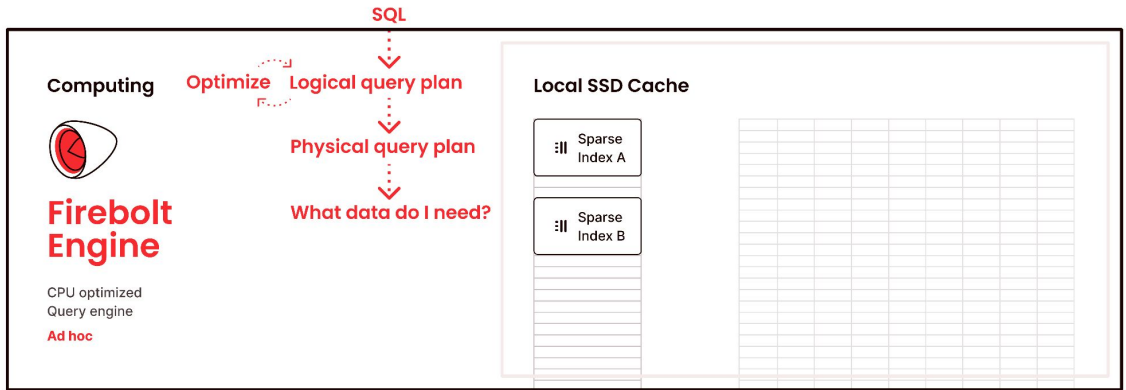 SQL
Computing
Optimize
Logical query plan
Physical query plan
What data do I need?
Firebolt
Engine
CPU optimized
Query engine
Ad hoc
Local SSD Cache
Sparse
Index A
Sparse
Index B